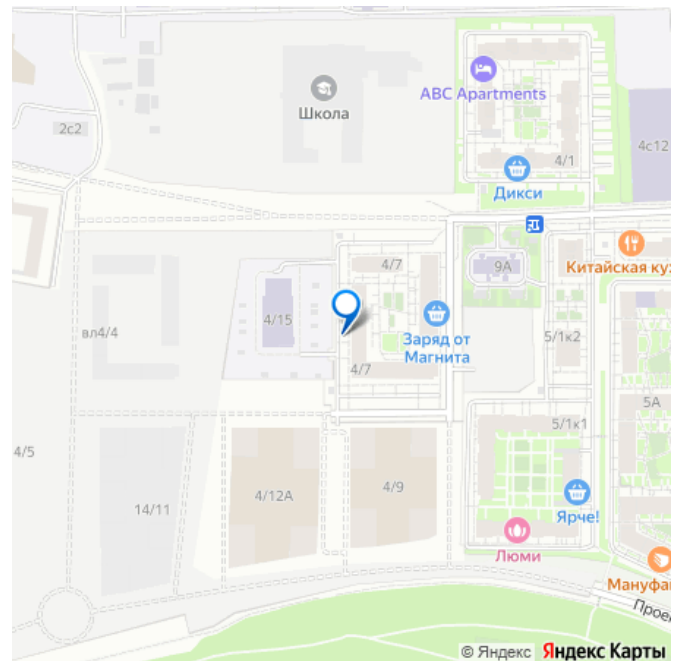 ABC Apartments
Школа
2с2
4с12
4/1
Дикси
4/7
9А
Китайская кух
4/15
вл4/4
Заряд от
Магнита
5/1к2
4/7
5А
5/1к1
4/5
4/12А
4/9
14/11
Ярче!
Люми
Мануфа
Прое
© Яндекс Яндекс Карты